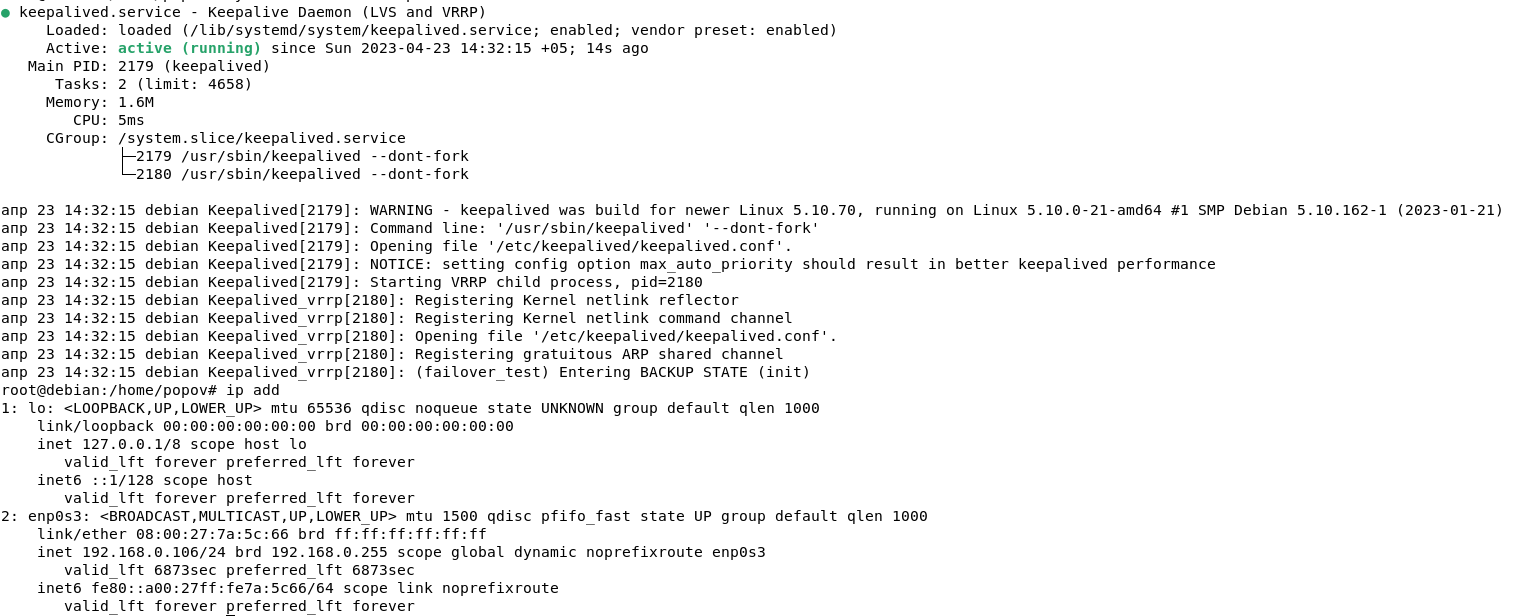 ● keepalived.service - Keepalive Daemon (LVS and VRRP)
     Loaded: loaded (/lib/systemd/system/keepalived.service; enabled; vendor preset: enabled)
     Active: active (running) since Sun 2023-04-23 14:32:15 +05; 14s ago
   Main PID: 2179 (keepalived)
      Tasks: 2 (limit: 4658)
     Memory: 1.6M
        CPU: 5ms
     CGroup: /system.slice/keepalived.service
             ├─2179 /usr/sbin/keepalived --dont-fork
             └─2180 /usr/sbin/keepalived --dont-fork

апр 23 14:32:15 debian Keepalived[2179]: WARNING - keepalived was build for newer Linux 5.10.70, running on Linux 5.10.0-21-amd64 #1 SMP Debian 5.10.162-1 (2023-01-21)
апр 23 14:32:15 debian Keepalived[2179]: Command line: '/usr/sbin/keepalived' '--dont-fork'
апр 23 14:32:15 debian Keepalived[2179]: Opening file '/etc/keepalived/keepalived.conf'.
апр 23 14:32:15 debian Keepalived[2179]: NOTICE: setting config option max_auto_priority should result in better keepalived performance
апр 23 14:32:15 debian Keepalived[2179]: Starting VRRP child process, pid=2180
апр 23 14:32:15 debian Keepalived_vrrp[2180]: Registering Kernel netlink reflector
апр 23 14:32:15 debian Keepalived_vrrp[2180]: Registering Kernel netlink command channel
апр 23 14:32:15 debian Keepalived_vrrp[2180]: Opening file '/etc/keepalived/keepalived.conf'.
апр 23 14:32:15 debian Keepalived_vrrp[2180]: Registering gratuitous ARP shared channel
апр 23 14:32:15 debian Keepalived_vrrp[2180]: (failover_test) Entering BACKUP STATE (init)
root@debian:/home/popov# ip add
1: lo: <LOOPBACK,UP,LOWER_UP> mtu 65536 qdisc noqueue state UNKNOWN group default qlen 1000
    link/loopback 00:00:00:00:00:00 brd 00:00:00:00:00:00
    inet 127.0.0.1/8 scope host lo
       valid_lft forever preferred_lft forever
    inet6 ::1/128 scope host
       valid_lft forever preferred_lft forever
2: enp0s3: <BROADCAST,MULTICAST,UP,LOWER_UP> mtu 1500 qdisc pfifo_fast state UP group default qlen 1000
    link/ether 08:00:27:7a:5c:66 brd ff:ff:ff:ff:ff:ff
    inet 192.168.0.106/24 brd 192.168.0.255 scope global dynamic noprefixroute enp0s3
       valid_lft 6873sec preferred_lft 6873sec
    inet6 fe80::a00:27ff:fe7a:5c66/64 scope link noprefixroute
       valid_lft forever preferred_lft forever